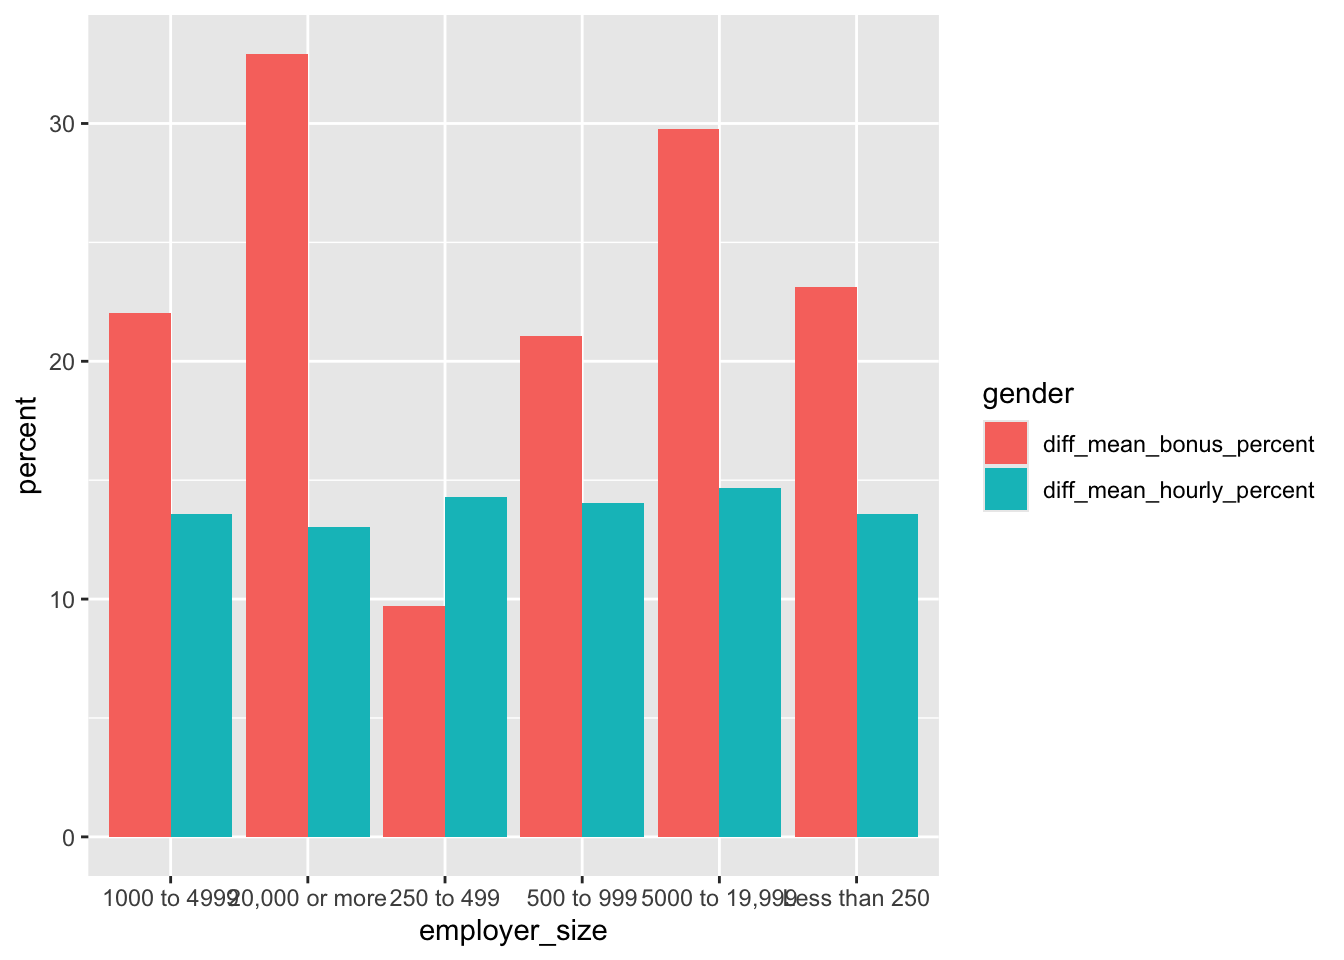 percent
30
20
10
0
1000 to 4999 20,000 or more 250 to 499 500 to 999 5000 to 19,999 Less than 250
employer_size
gender
diff_mean_bonus_percent
diff_mean_hourly_percent